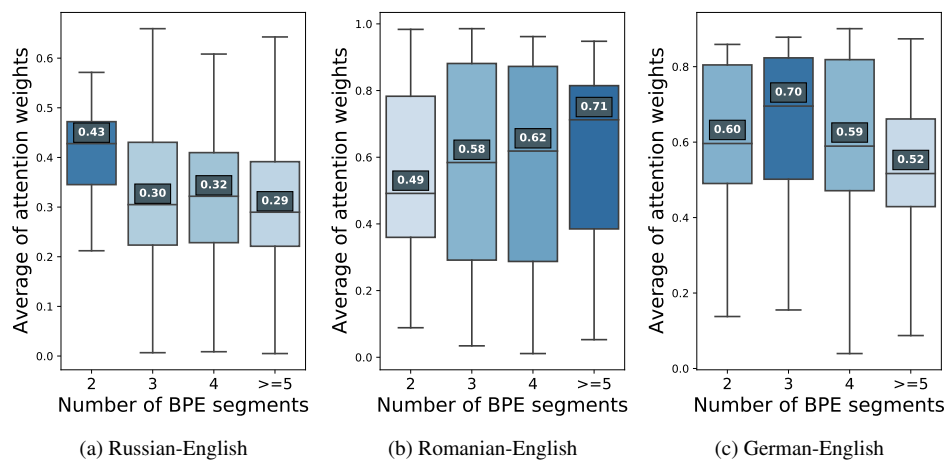 Average of attention weights
0.6
0.5
0.4
0.3
0.2
0.1
0.0
0.43
0.30
0.32
0.29
2 3 4 >=5
Number of BPE segments
(a) Russian-English
Average of attention weights
1.0
0.8
0.6
0.4
0.2
0.0
0.49
0.58
0.62
0.71
2 3 4 >=5
Number of BPE segments
(b) Romanian-English
Average of attention weights
0.8
0.6
0.4
0.2
0.0
0.60
0.70
0.59
0.52
2 3 4 >=5
Number of BPE segments
(c) German-English